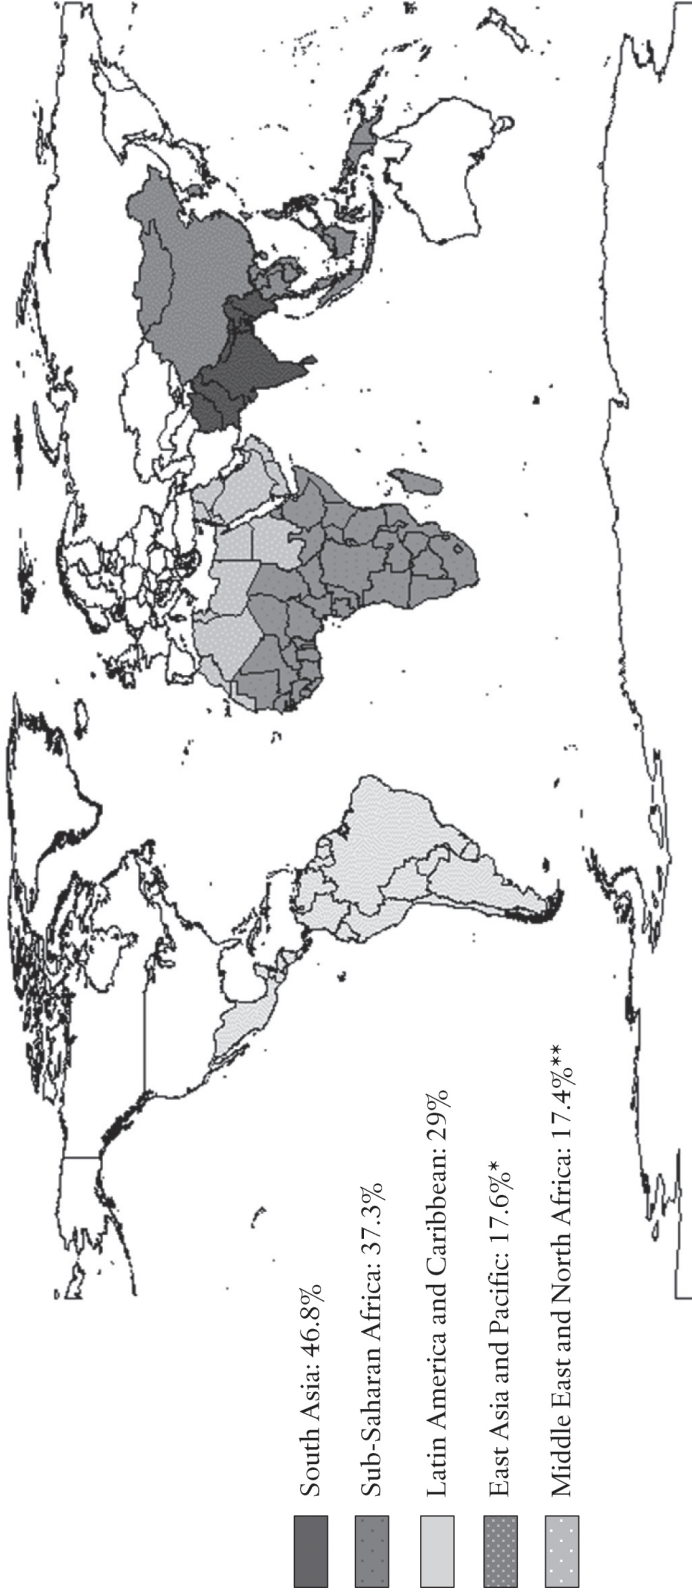 South Asia: 46.8%
Sub-Saharan Africa: 37.3%
Latin America and Caribbean: 29%
East Asia and Pacific: 17.6%*
Middle East and North Africa: 17.4%**